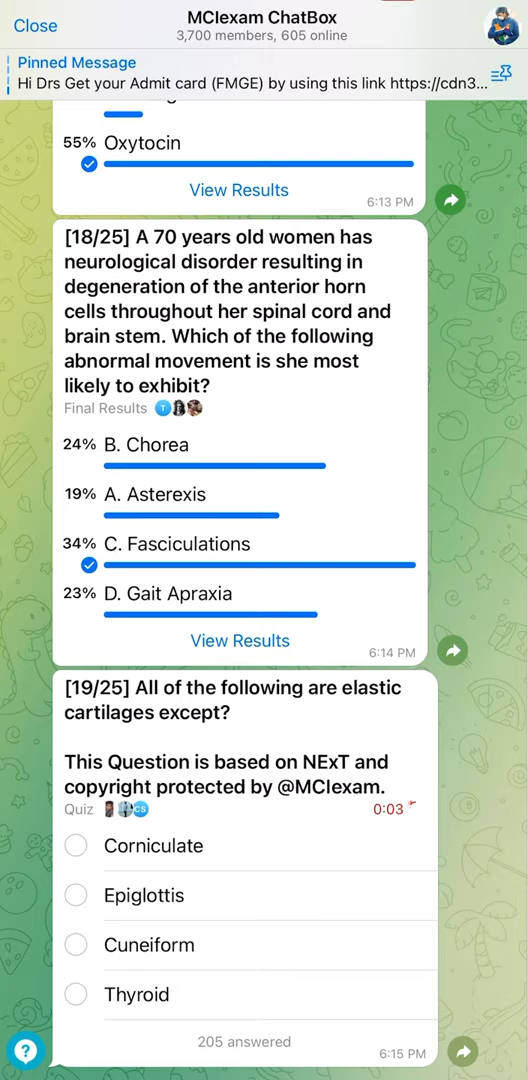 Close
MCIexam ChatBox
3,700 members, 605 online
Pinned Message
Hi Drs Get your Admit card (FMGE) by using this link https://cdn3...
55% Oxytocin
View Results
6:13 PM
[18/25] A 70 years old women has
neurological disorder resulting in
degeneration of the anterior horn
cells throughout her spinal cord and
brain stem. Which of the following
abnormal movement is she most
likely to exhibit?
Final Results T
24% B. Chorea
19% A. Asterexis
34% C. Fasciculations
23% D. Gait Apraxia
View Results
6:14 PM
[19/25] All of the following are elastic
cartilages except?
This Question is based on NExT and
copyright protected by @MCIexam.
Quiz CS 0:03
Corniculate
Epiglottis
Cuneiform
Thyroid
205 answered
6:15 PM
?